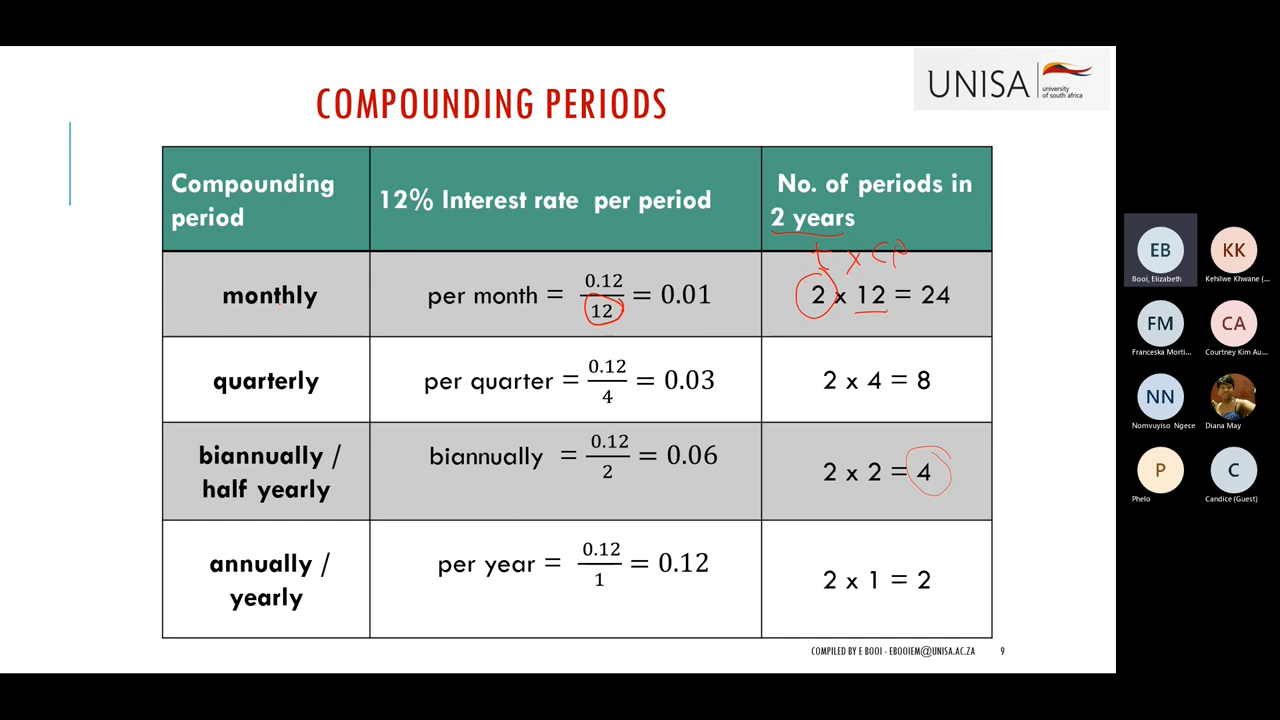 COMPOUNDING PERIODS
UNISA
university
of south africa
Compounding
period
12% Interest rate per period
No. of periods in
2 years
t x CP
monthly
per month = 0.12/12 = 0.01
2 x 12 = 24
quarterly
per quarter = 0.12/4 = 0.03
2 x 4 = 8
biannually /
half yearly
biannually = 0.12/2 = 0.06
2 x 2 = 4
annually /
yearly
per year = 0.12/1 = 0.12
2 x 1 = 2
COMPILED BY E BOOI - EBOOIEM@UNISA.AC.ZA
9
EB
Booi, Elizabeth
KK
Kehilwe Khwane (...
FM
Franceska Morti...
CA
Courtney Kim Au...
NN
Nomvuyiso Ngece
Diana May
P
Phelo
C
Candice (Guest)